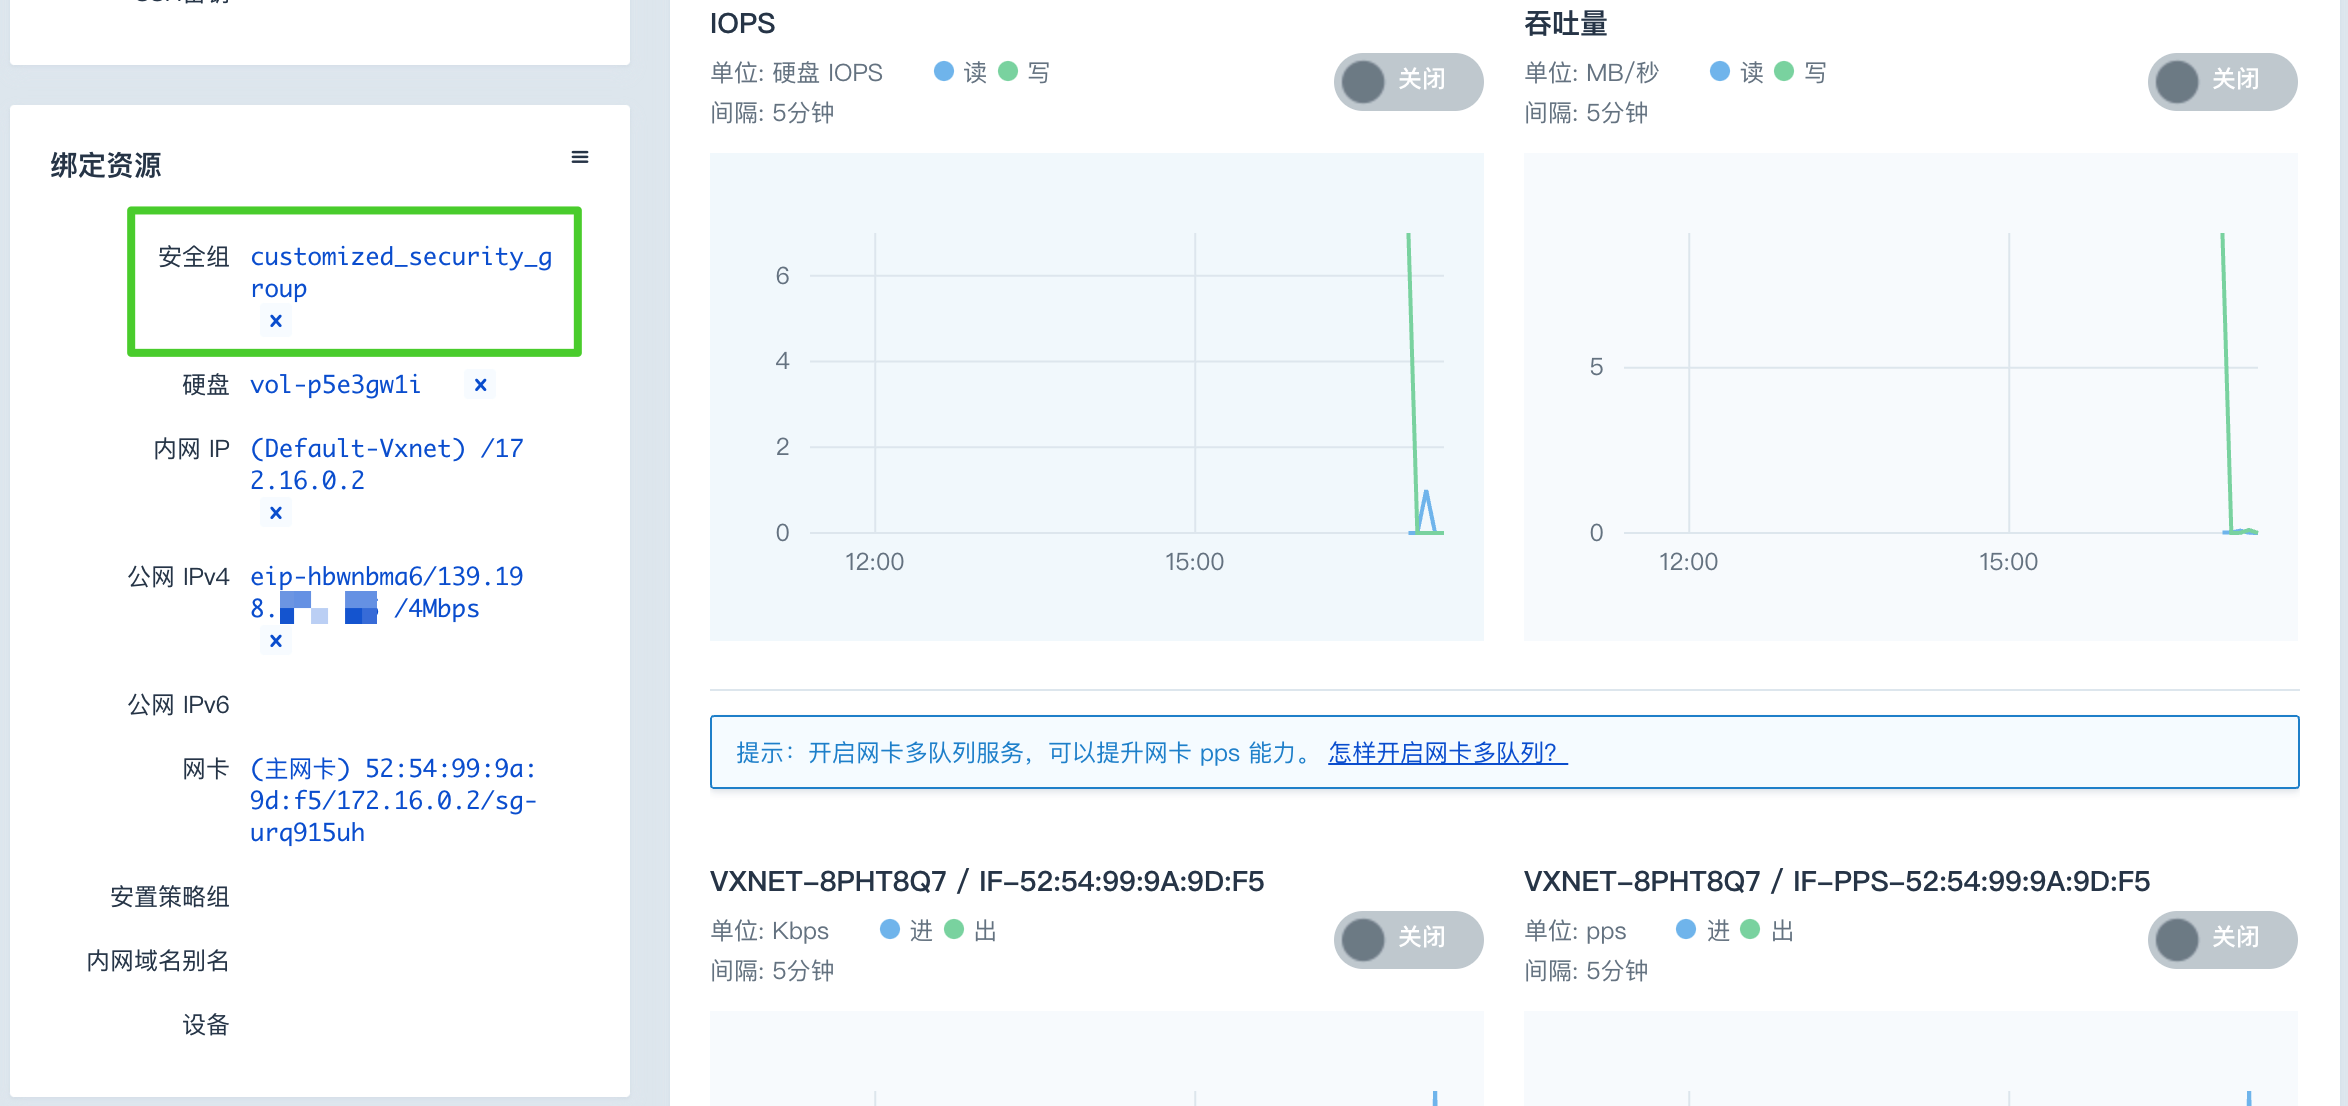 绑定资源
安全组 customized_security_g
roup
×
硬盘 vol-p5e3gw1i ×
内网 IP (Default-Vxnet) /17
2.16.0.2
×
公网 IPv4 eip-hbwnbma6/139.19
8. /4Mbps
×
公网 IPv6
网卡 (主网卡) 52:54:99:9a:
9d:f5/172.16.0.2/sg-
urq915uh
安置策略组
内网域名别名
设备
IOPS
单位: 硬盘 IOPS 读 写
关闭
间隔: 5分钟
6
4
2
0
12:00 15:00
吞吐量
单位: MB/秒 读 写
关闭
间隔: 5分钟
5
0
12:00 15:00
提示：开启网卡多队列服务，可以提升网卡 pps 能力。 怎样开启网卡多队列？
VXNET-8PHT8Q7 / IF-52:54:99:9A:9D:F5
单位: Kbps 进 出
关闭
间隔: 5分钟
VXNET-8PHT8Q7 / IF-PPS-52:54:99:9A:9D:F5
单位: pps 进 出
关闭
间隔: 5分钟